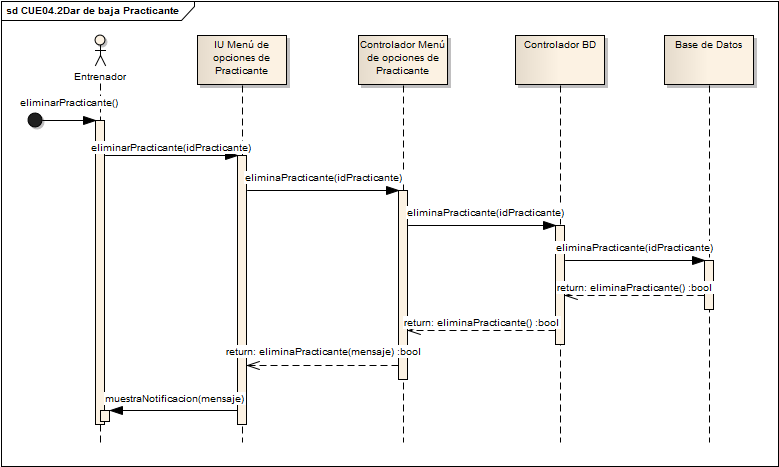 sd CUE04.2Dar de baja Practicante
IU Menú de
opciones de
Practicante
Controlador Menú
de opciones de
Practicante
Controlador BD
Base de Datos
Entrenador
eliminarPracticante()
eliminarPracticante(idPracticante)
eliminaPracticante(idPracticante)
eliminaPracticante(idPracticante)
eliminaPracticante(idPracticante)
return: eliminaPracticante() :bool
return: eliminaPracticante() :bool
return: eliminaPracticante(mensaje) :bool
muestraNotificacion(mensaje)